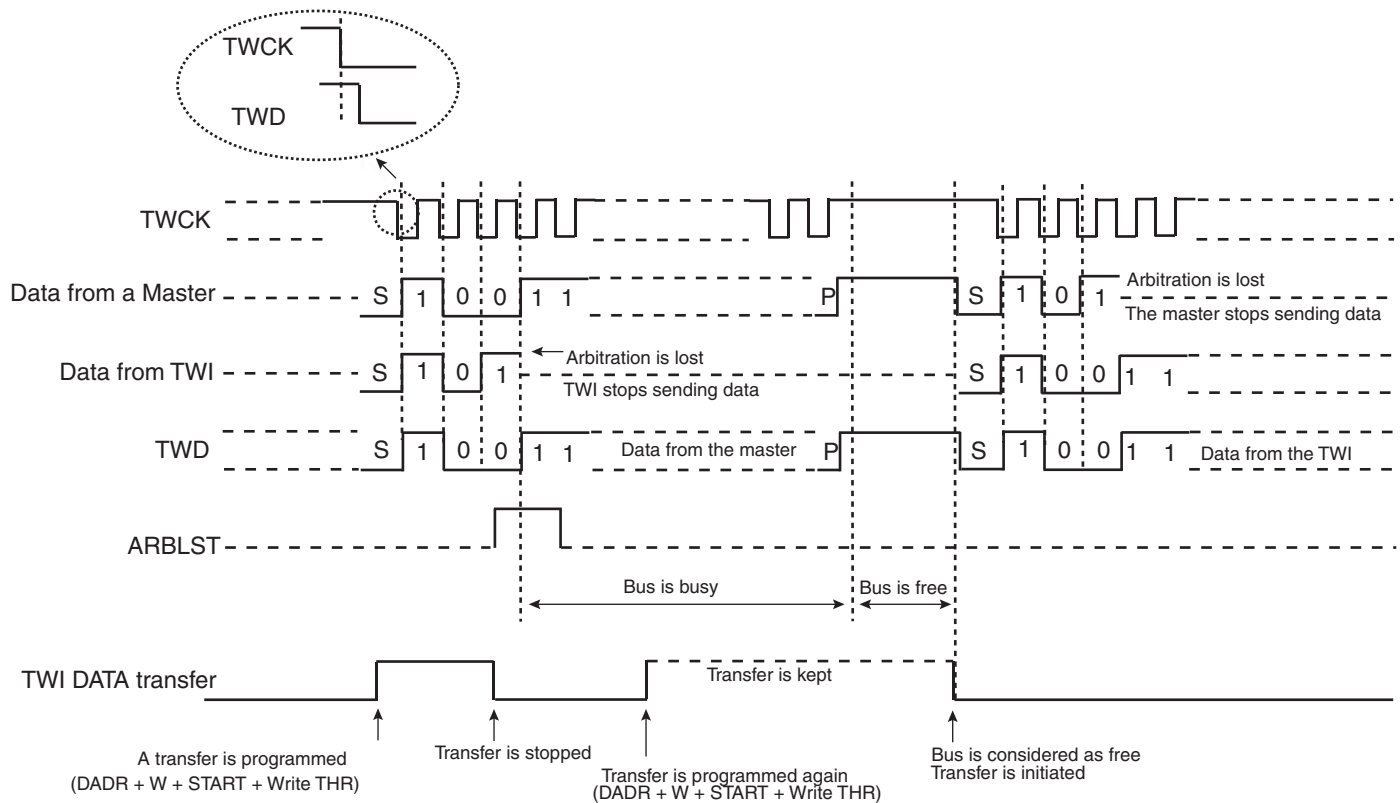 TWCK
TWD
TWCK
Data from a Master S 1 0 0 1 1 P S 1 0 1 Arbitration is lost
The master stops sending data
Data from TWI S 1 0 1 Arbitration is lost S 1 0 0 1 1
TWI stops sending data
TWD S 1 0 0 1 1 Data from the master P S 1 0 0 1 1 Data from the TWI
ARBLST
Bus is busy Bus is free
TWI DATA transfer Transfer is kept
A transfer is programmed
(DADR + W + START + Write THR)
Transfer is stopped
Transfer is programmed again
(DADR + W + START + Write THR)
Bus is considered as free
Transfer is initiated